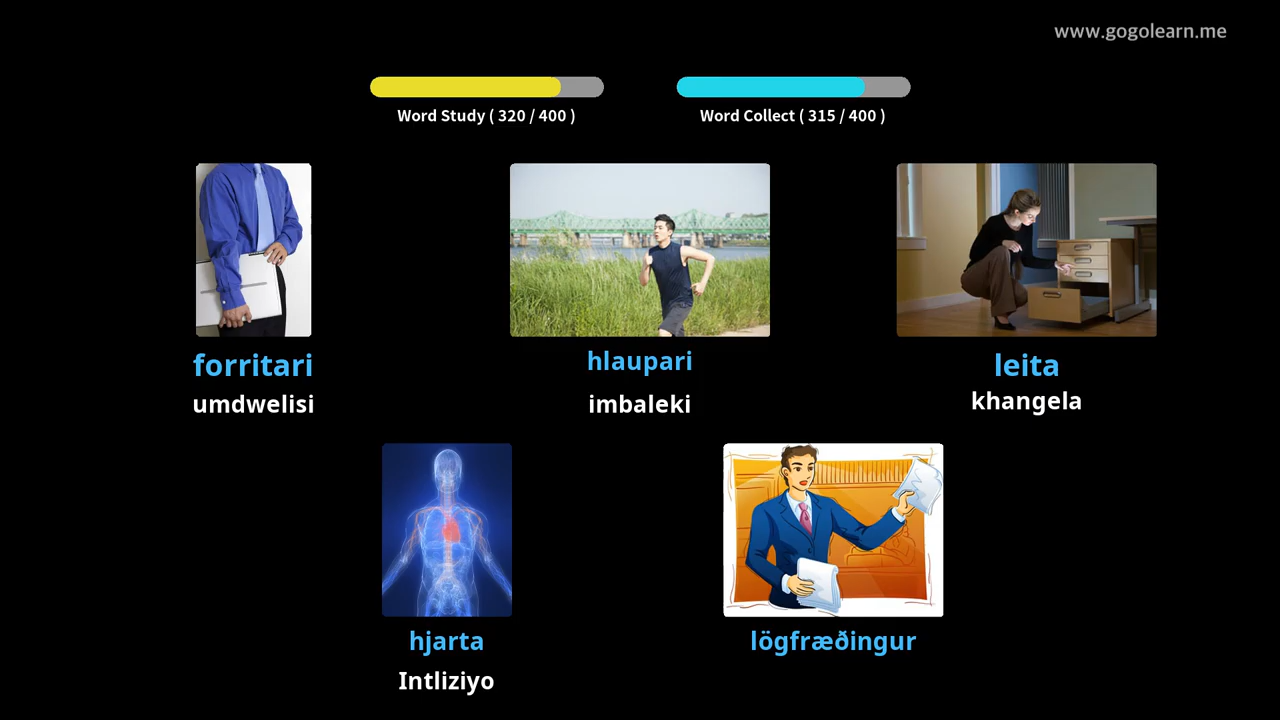 www.gogolearn.me
Word Study ( 320 / 400 )
Word Collect ( 315 / 400 )
forritari
umdwelisi
hlaupari
imbaleki
leita
khangela
hjarta
Intliziyo
lögfræðingur